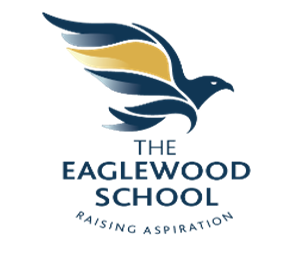 THE
EAGLEWOOD
SCHOOL
RAISING ASPIRATION